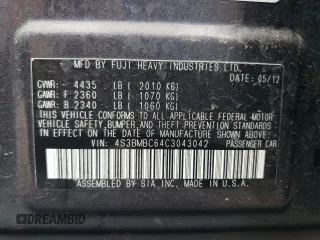 MFD BY FUJI HEAVY INDUSTRIES LTD.
DATE: 05/12
GVWR: 4435 LB ( 2010 KG)
GAWR: F 2360 LB ( 1070 KG)
GAWR: B 2340 LB ( 1060 KG)
THIS VEHICLE CONFORMS TO ALL APPLICABLE FEDERAL MOTOR
VEHICLE SAFETY, BUMPER, AND THEFT PREVENTION STANDARDS
IN EFFECT ON THE DATE OF MANUFACTURE SHOWN ABOVE.
VIN: 4S3BMBC64C3043042 PASSENGER CAR
ASSEMBLED BY SIA, INC. MADE IN U.S.A.